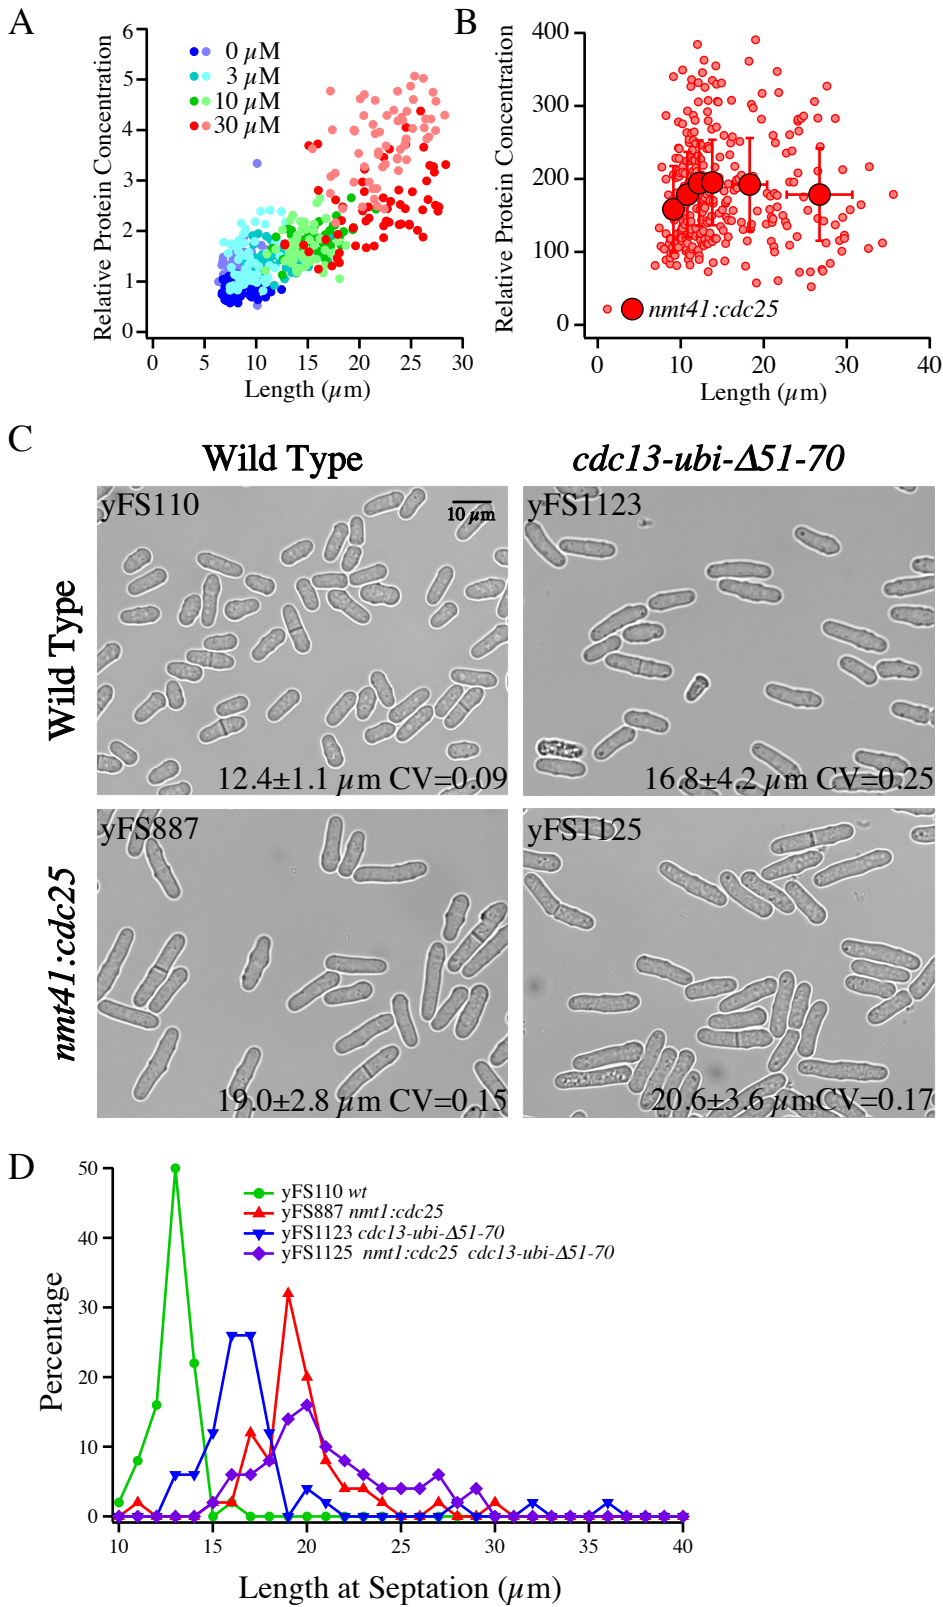 A
Relative Protein Concentration
6
5
4
3
2
1
0
0 µM
3 µM
10 µM
30 µM
0 5 10 15 20 25 30
Length (µm)
B
Relative Protein Concentration
400
300
200
100
0
nmt41:cdc25
0 10 20 30 40
Length (µm)
C
Wild Type
cdc13-ubi-Δ51-70
Wild Type
yFS110
10 µm
12.4±1.1 µm CV=0.09
yFS1123
16.8±4.2 µm CV=0.25
nmt41:cdc25
yFS887
19.0±2.8 µm CV=0.15
yFS1125
20.6±3.6 µmCV=0.17
D
Percentage
50
40
30
20
10
0
yFS110 wt
yFS887 nmt1:cdc25
yFS1123 cdc13-ubi-Δ51-70
yFS1125 nmt1:cdc25 cdc13-ubi-Δ51-70
10 15 20 25 30 35 40
Length at Septation (µm)